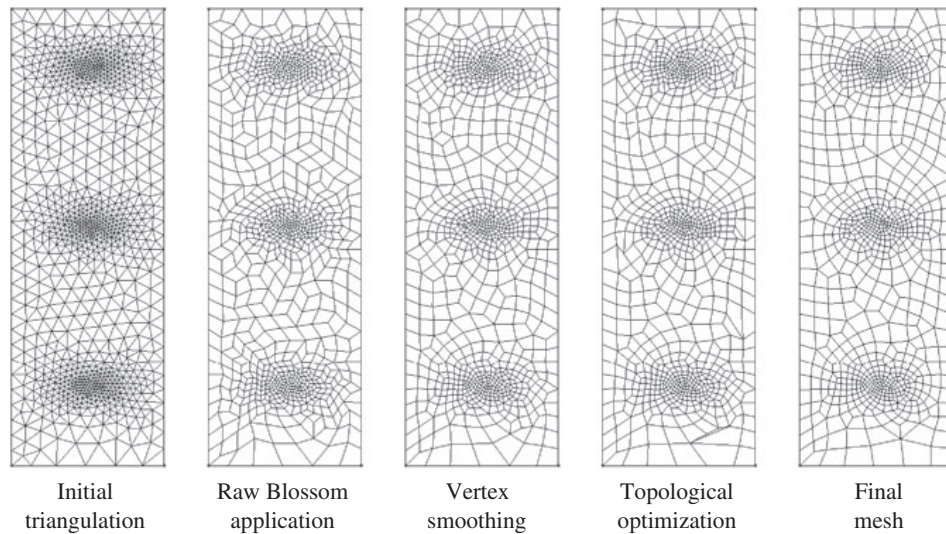 Initial
triangulation
Raw Blossom
application
Vertex
smoothing
Topological
optimization
Final
mesh